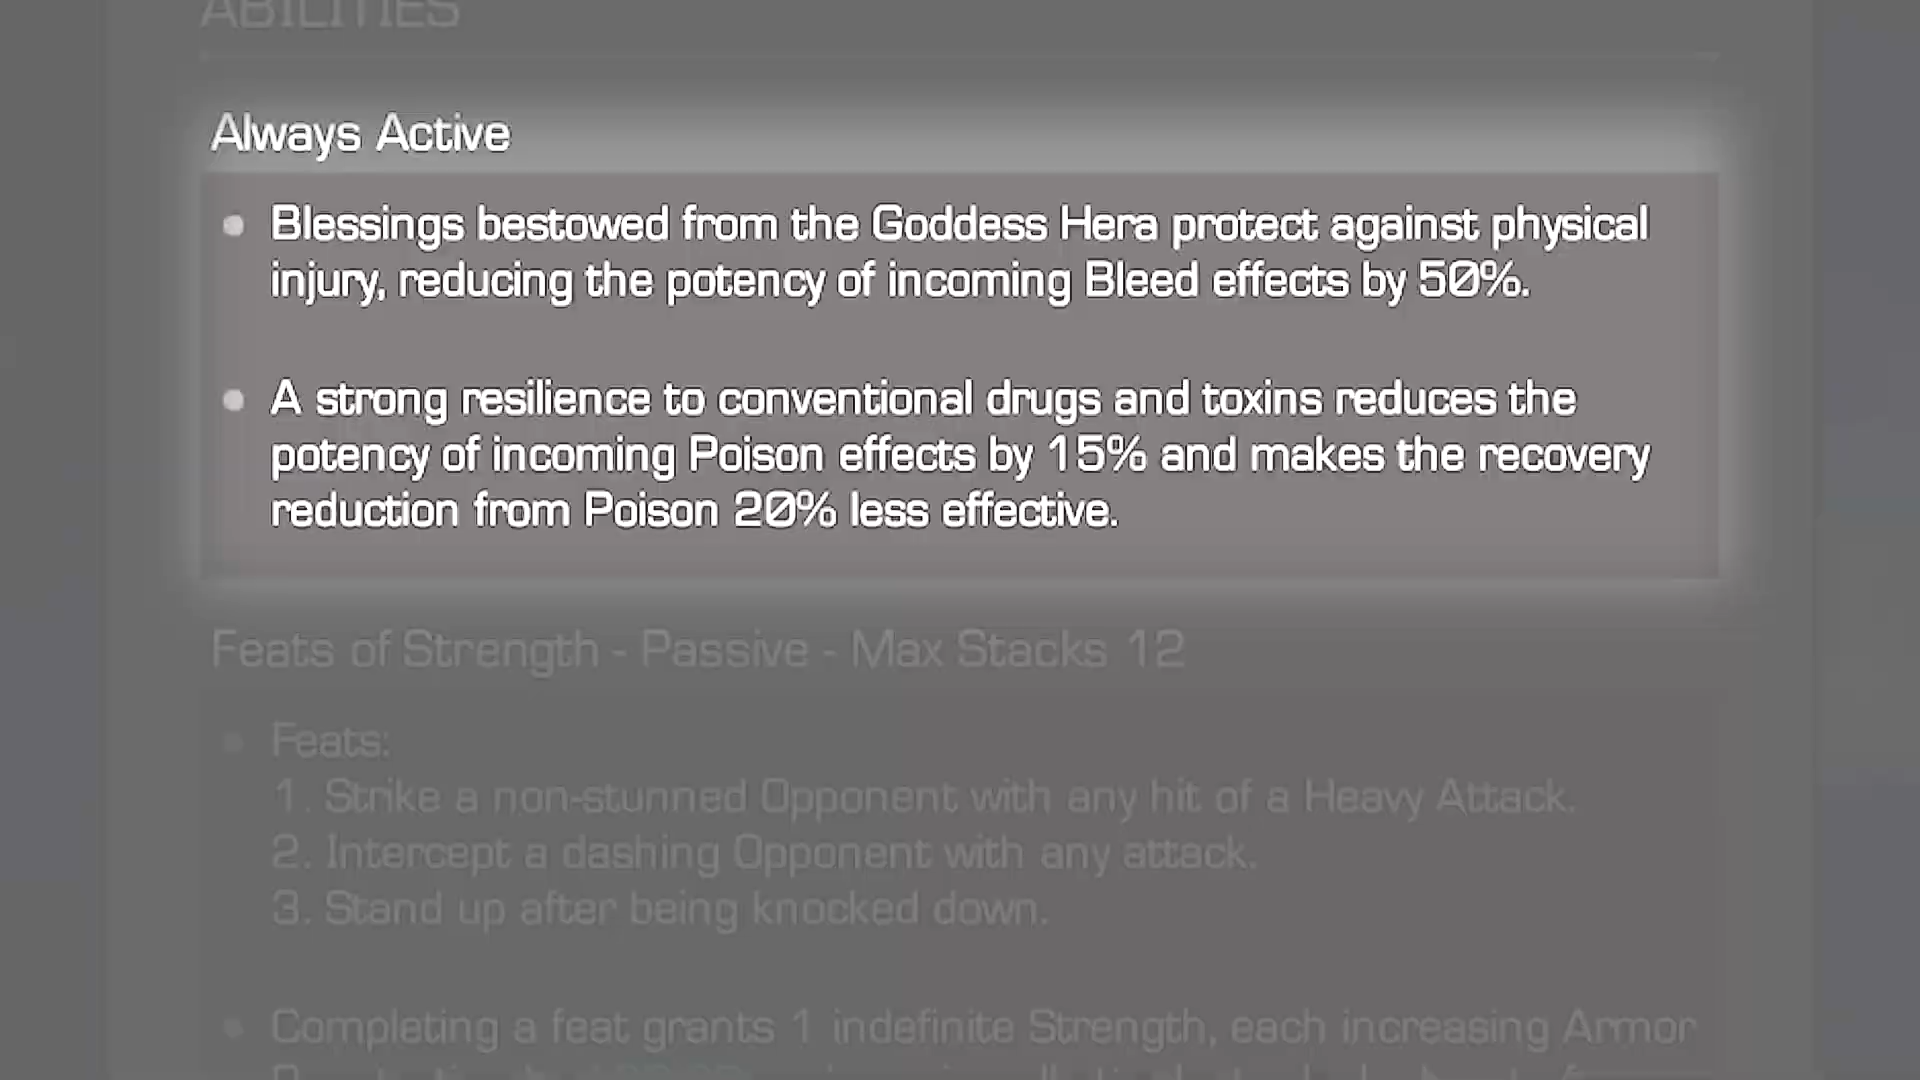 ABILITIES
Always Active
Blessings bestowed from the Goddess Hera protect against physical
injury, reducing the potency of incoming Bleed effects by 50%.
A strong resilience to conventional drugs and toxins reduces the
potency of incoming Poison effects by 15% and makes the recovery
reduction from Poison 20% less effective.
Feats of Strength - Passive - Max Stacks 12
Feats:
1. Strike a non-stunned Opponent with any hit of a Heavy Attack.
2. Intercept a dashing Opponent with any attack.
3. Stand up after being knocked down.
Completing a feat grants 1 indefinite Strength, each increasing Armor